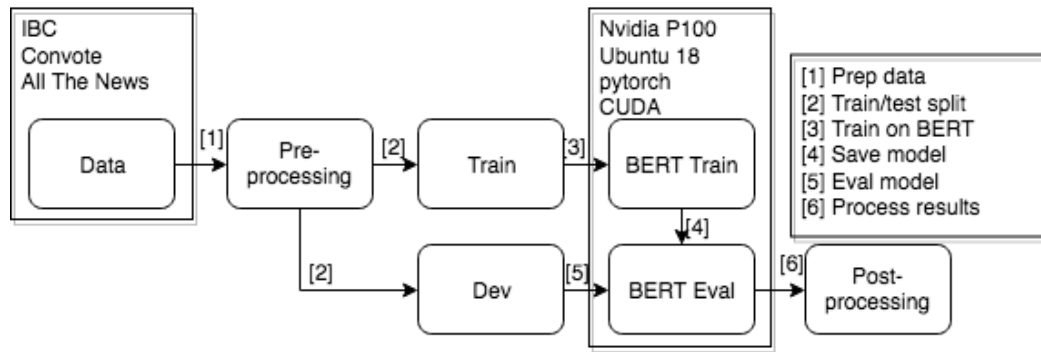 IBC
Convote
All The News
Data
[1]
Pre-
processing
[2]
[2]
Train
Dev
[3]
[5]
Nvidia P100
Ubuntu 18
pytorch
CUDA
BERT Train
[4]
BERT Eval
[6]
Post-
processing
[1] Prep data
[2] Train/test split
[3] Train on BERT
[4] Save model
[5] Eval model
[6] Process results